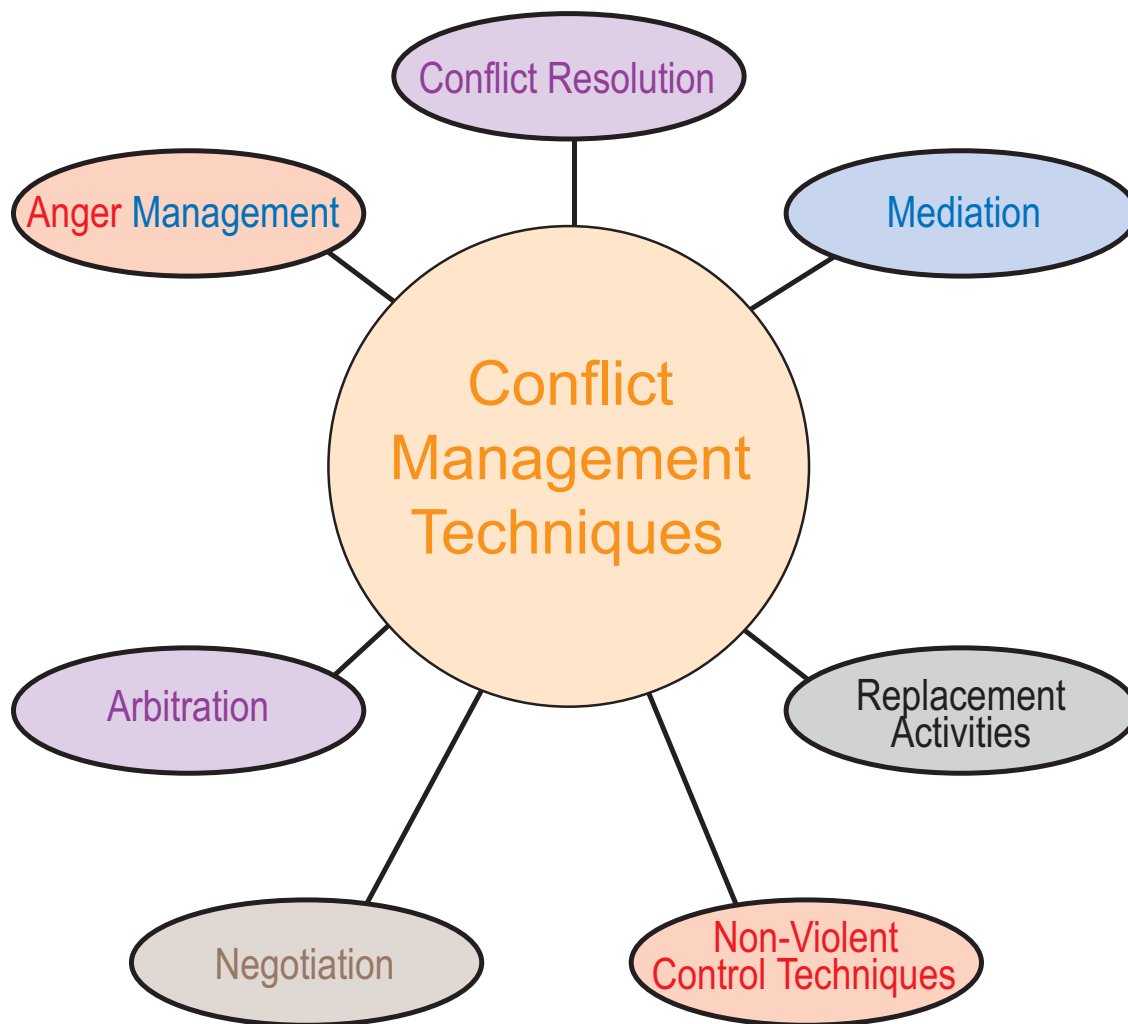 Conflict Resolution
Anger Management
Mediation
Conflict
Management
Techniques
Arbitration
Replacement
Activities
Negotiation
Non-Violent
Control Techniques